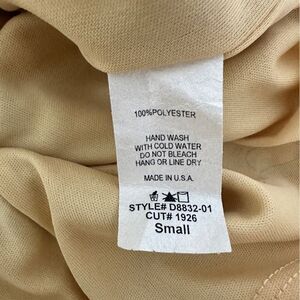 100%POLYESTER
HAND WASH
WITH COLD WATER
DO NOT BLEACH
HANG OR LINE DRY
MADE IN U.S.A.
STYLE# D8832-01
CUT# 1926
Small